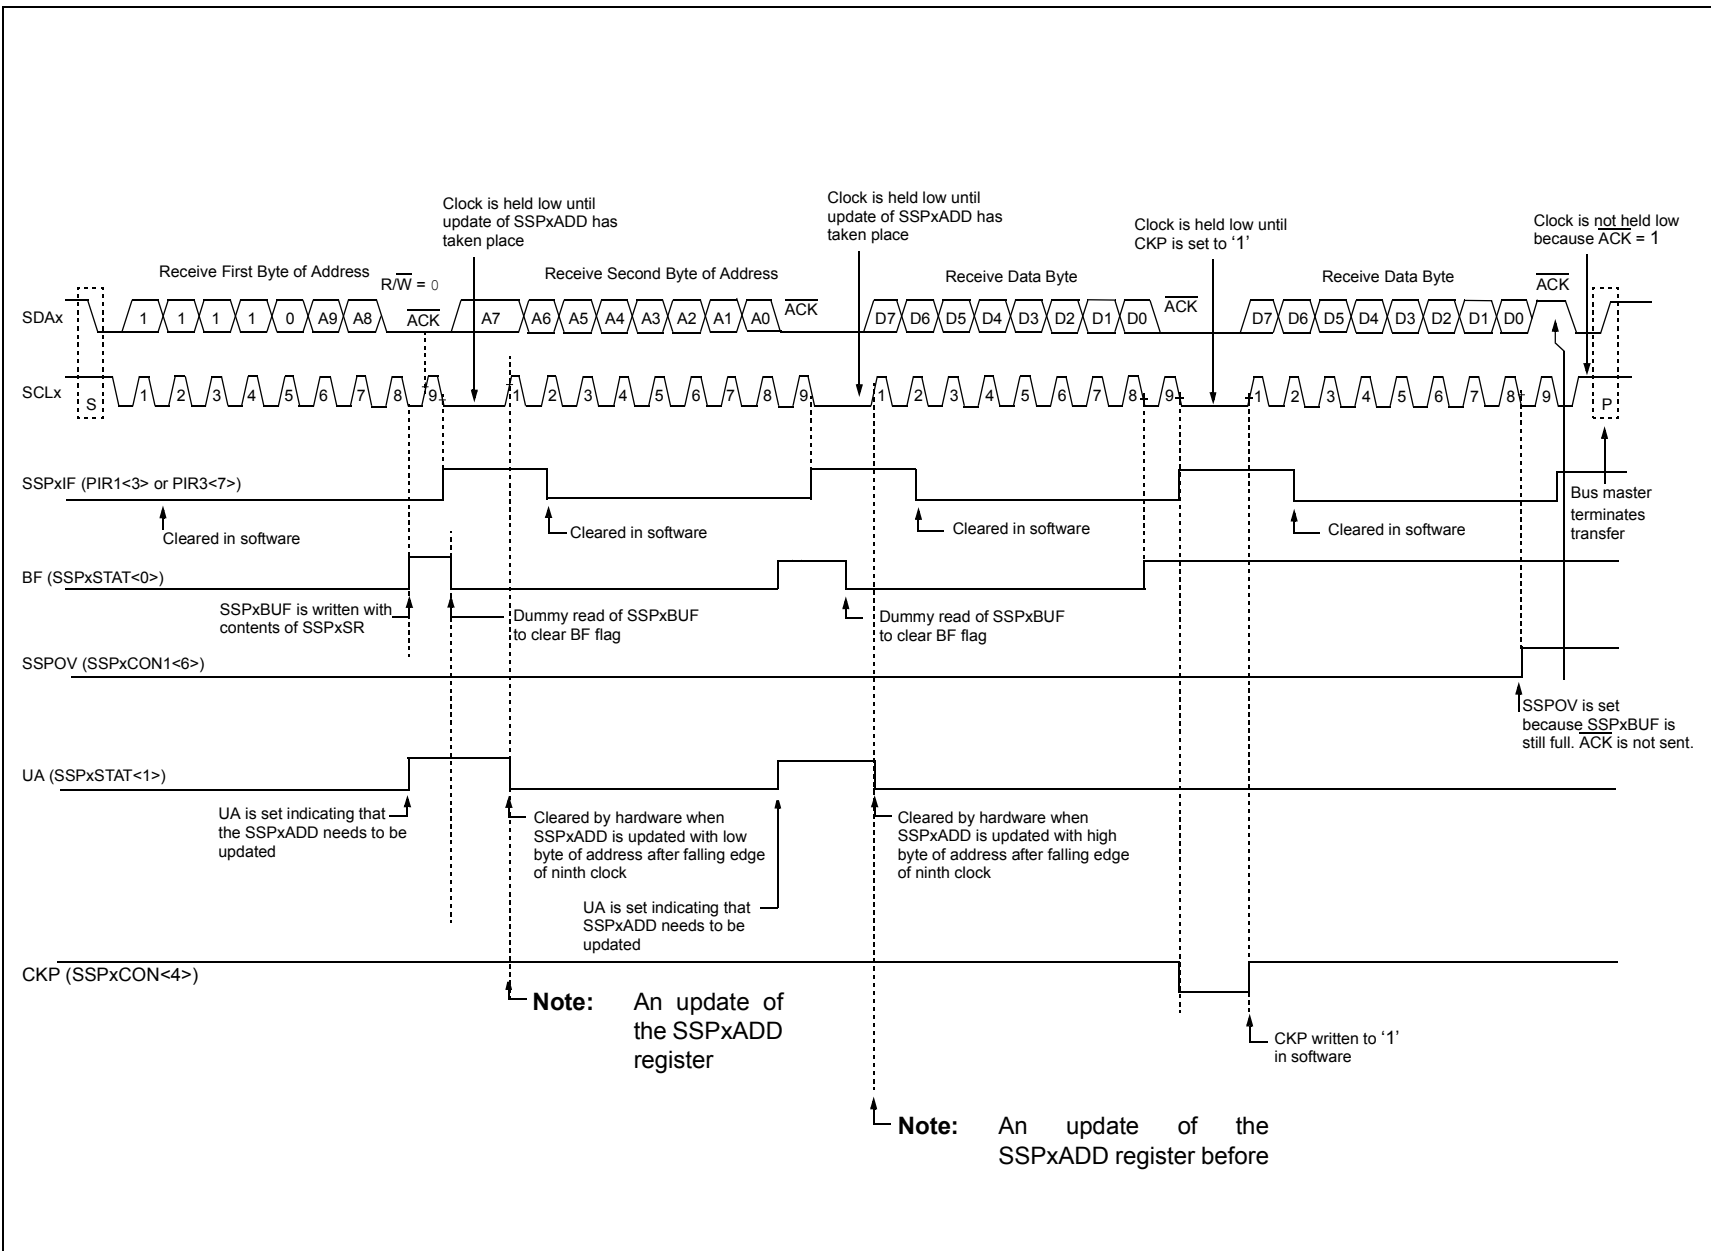 Clock is held low until
update of SSPxADD has
taken place
Clock is held low until
update of SSPxADD has
taken place
Clock is held low until
CKP is set to ‘1’
Clock is not held low
because ACK = 1
Receive First Byte of Address
R/W = 0
Receive Second Byte of Address
Receive Data Byte
Receive Data Byte
ACK
SDAx
1 1 1 1 0 A9 A8 ACK A7 A6 A5 A4 A3 A2 A1 A0 ACK D7 D6 D5 D4 D3 D2 D1 D0 ACK D7 D6 D5 D4 D3 D2 D1 D0
SCLx
S 1 2 3 4 5 6 7 8 9 1 2 3 4 5 6 7 8 9 1 2 3 4 5 6 7 8 9 1 2 3 4 5 6 7 8 9 P
SSPxIF (PIR1<3> or PIR3<7>)
Cleared in software
Cleared in software
Cleared in software
Cleared in software
Bus master
terminates
transfer
BF (SSPxSTAT<0>)
SSPxBUF is written with
contents of SSPxSR
Dummy read of SSPxBUF
to clear BF flag
Dummy read of SSPxBUF
to clear BF flag
SSPOV (SSPxCON1<6>)
SSPOV is set
because SSPxBUF is
still full. ACK is not sent.
UA (SSPxSTAT<1>)
UA is set indicating that
the SSPxADD needs to be
updated
Cleared by hardware when
SSPxADD is updated with low
byte of address after falling edge
of ninth clock
Cleared by hardware when
SSPxADD is updated with high
byte of address after falling edge
of ninth clock
UA is set indicating that
SSPxADD needs to be
updated
CKP (SSPxCON<4>)
Note: An update of
the SSPxADD
register
CKP written to ‘1’
in software
Note: An update of the
SSPxADD register before